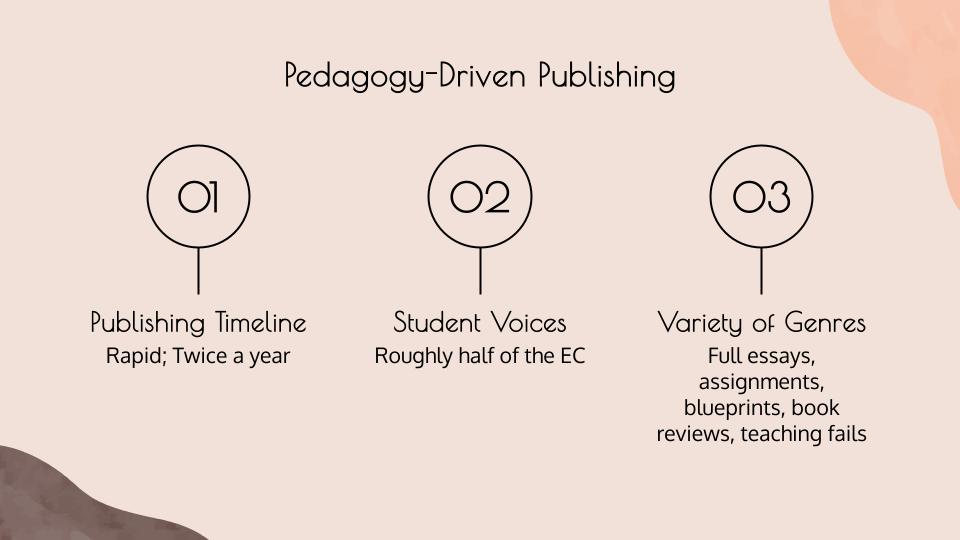 Pedagogy-Driven Publishing
01
Publishing Timeline
Rapid; Twice a year
02
Student Voices
Roughly half of the EC
03
Variety of Genres
Full essays,
assignments,
blueprints, book
reviews, teaching fails